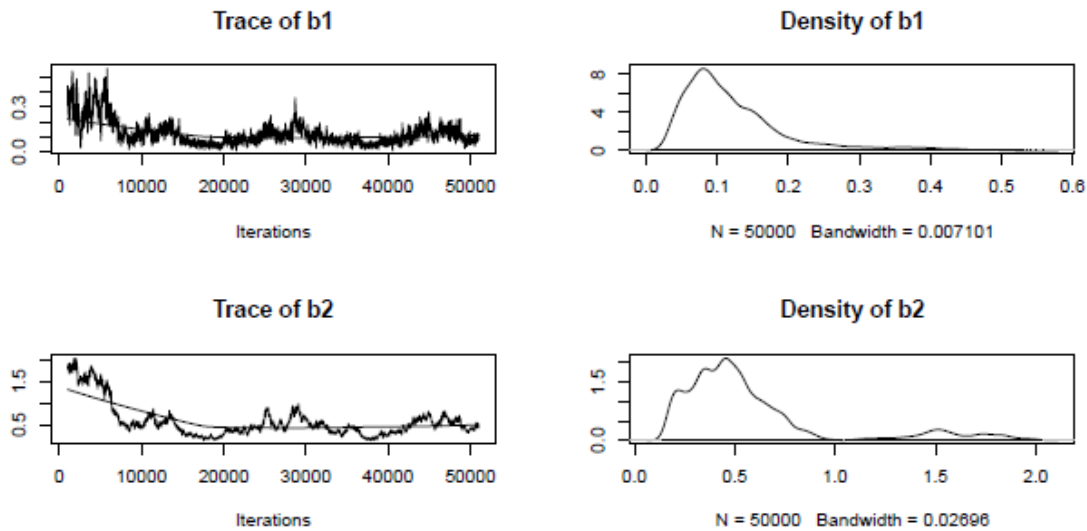 Trace of b1
0.3
0.0
0 10000 20000 30000 40000 50000
Iterations
Density of b1
8
4
0
0.0 0.1 0.2 0.3 0.4 0.5 0.6
N = 50000 Bandwidth = 0.007101
Trace of b2
1.5
0.5
0 10000 20000 30000 40000 50000
Iterations
Density of b2
1.5
0.0
0.0 0.5 1.0 1.5 2.0
N = 50000 Bandwidth = 0.02696